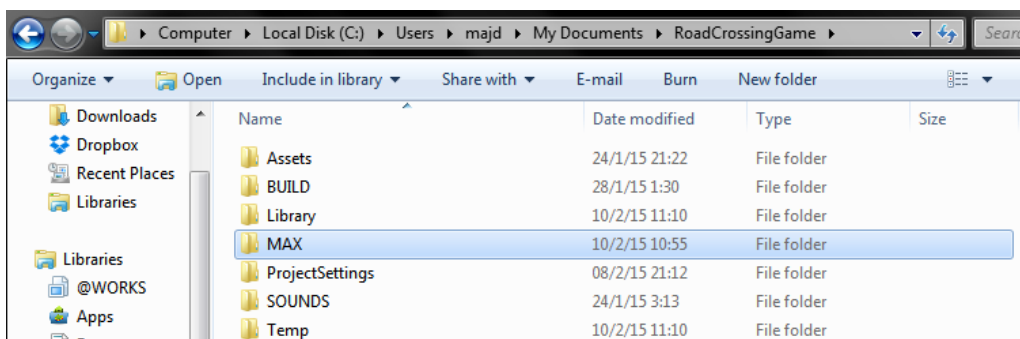 Computer Local Disk (C:) Users majd My Documents RoadCrossingGame Sear
Organize Open Include in library Share with E-mail Burn New folder
Downloads
Dropbox
Recent Places
Libraries
Libraries
@WORKS
Apps
Name Date modified Type Size
Assets 24/1/15 21:22 File folder
BUILD 28/1/15 1:30 File folder
Library 10/2/15 11:10 File folder
MAX 10/2/15 10:55 File folder
ProjectSettings 08/2/15 21:12 File folder
SOUNDS 24/1/15 3:13 File folder
Temp 10/2/15 11:10 File folder